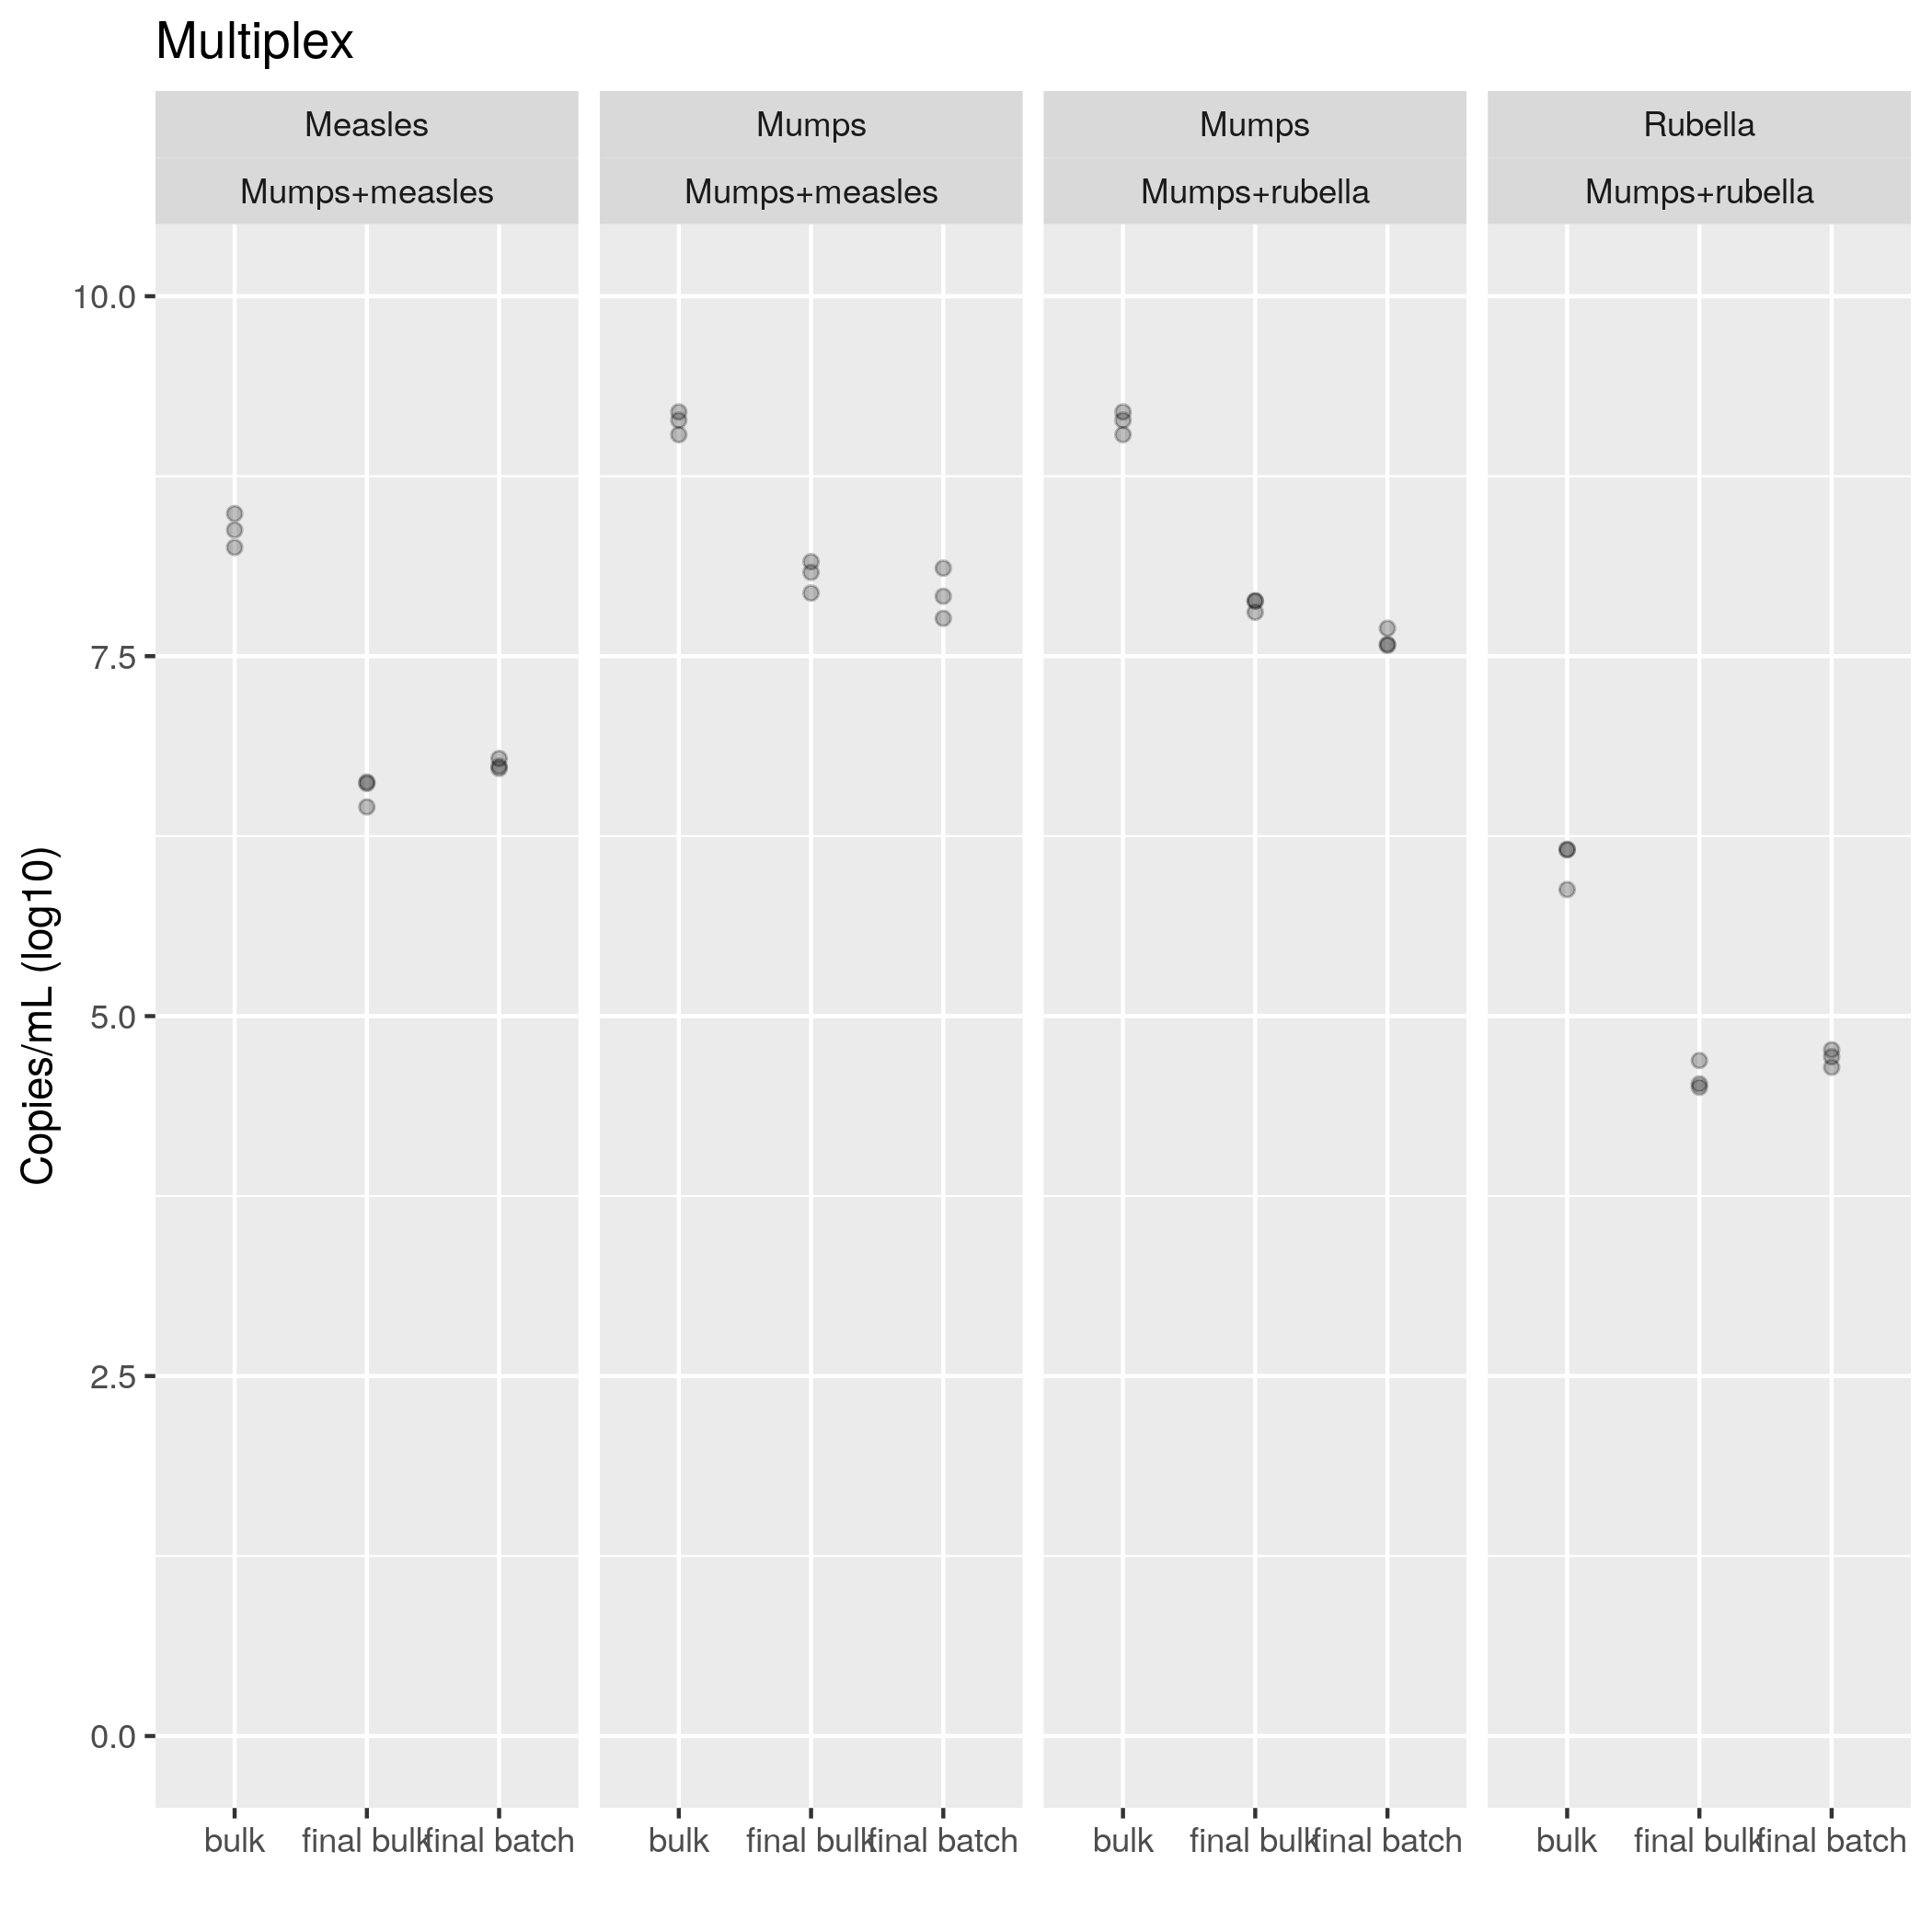 Multiplex
Measles Mumps Mumps Rubella
Mumps+measles Mumps+measles Mumps+rubella Mumps+rubella
10.0
7.5
5.0
2.5
0.0
Copies/mL (log10)
bulk final bulk final batch bulk final bulk final batch bulk final bulk final batch bulk final bulk final batch